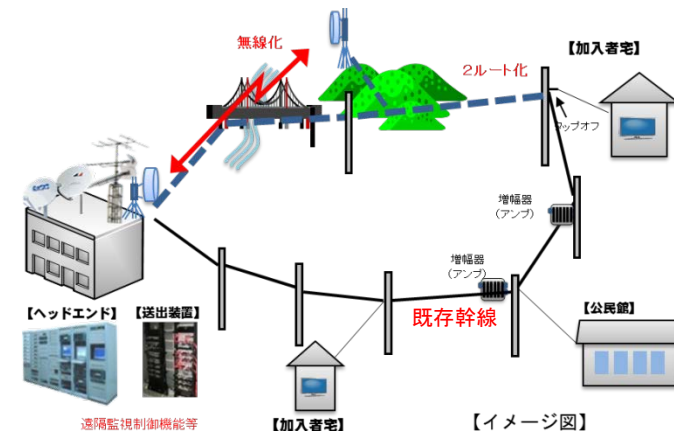 無線化
【加入者宅】
2ルート化
タップオフ
増幅器
(アンプ)
増幅器
(アンプ)
【ヘッドエンド】
【送出装置】
既存幹線
【公民館】
遠隔監視制御機能等
【加入者宅】
【イメージ図】